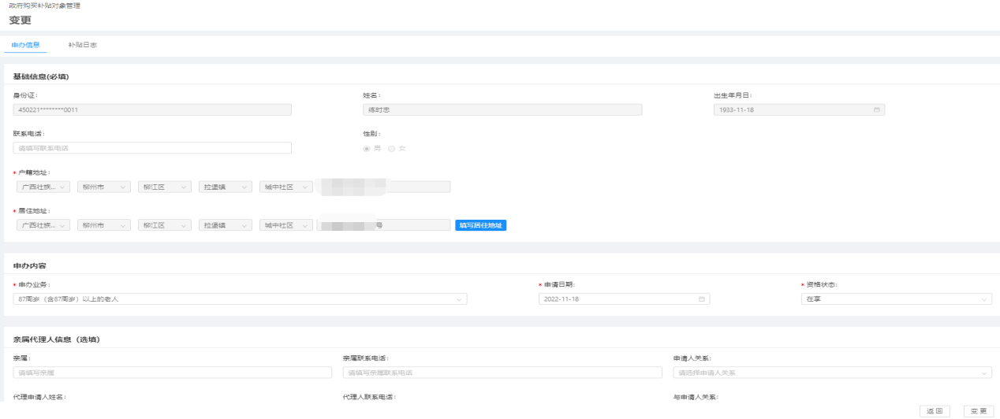 政府购买补贴对象管理
变更
申办信息 补贴日志
基础信息(必填)
身份证: 姓名: 出生年月日:
450221********0011 练时忠 1933-11-18
联系电话: 性别:
请填写联系电话 男 女
* 户籍地址:
广西壮族... 柳州市 柳江区 拉堡镇 城中社区
* 居住地址:
广西壮族... 柳州市 柳江区 拉堡镇 城中社区 号 填写居住地址
申办内容
* 申办业务: * 申请日期: * 资格状态:
87周岁（含87周岁）以上的老人 2022-11-18 在享
亲属代理人信息（选填）
亲属: 亲属联系电话: 申请人关系:
请填写亲属 请填写亲属联系电话 请选择申请人关系
代理申请人姓名: 代理人联系电话: 与申请人关系:
返回 变更